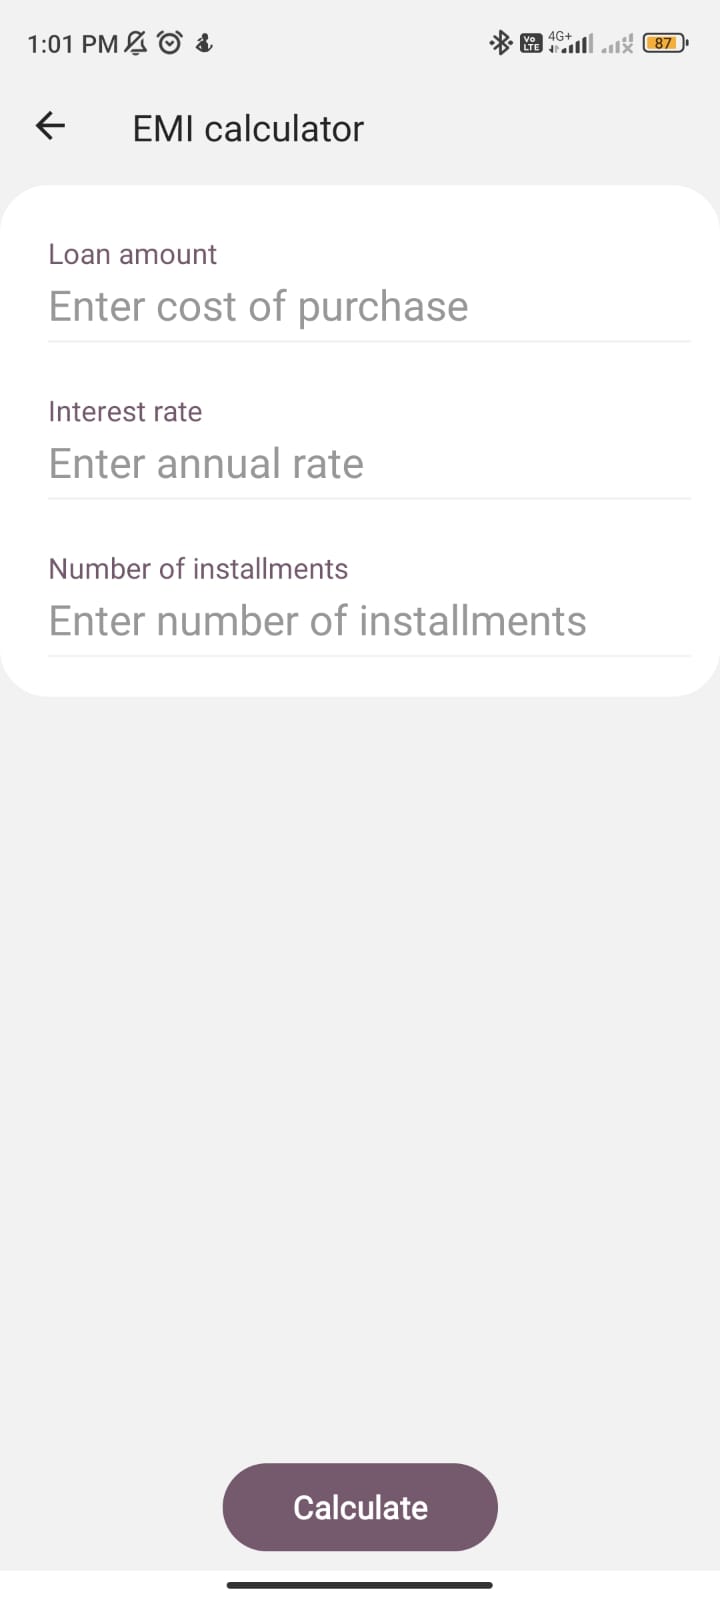 1:01 PM
Vo LTE 4G+ 87
EMI calculator
Loan amount
Enter cost of purchase
Interest rate
Enter annual rate
Number of installments
Enter number of installments
Calculate